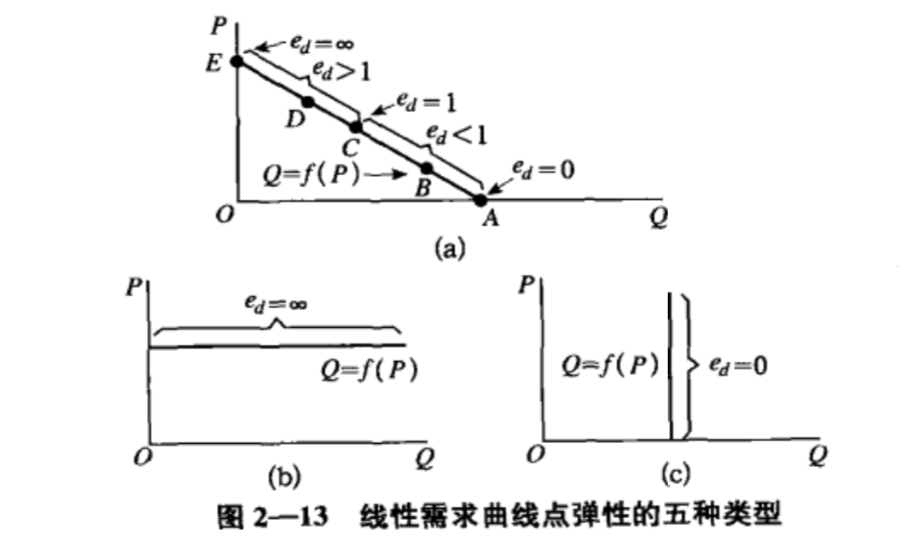 P
e_d=∞
E
e_d>1
D
e_d=1
C
e_d<1
Q=f(P)
B
e_d=0
O
A
Q
(a)
P
e_d=∞
Q=f(P)
O
Q
(b)
P
Q=f(P)
e_d=0
O
Q
(c)
图 2—13 线性需求曲线点弹性的五种类型